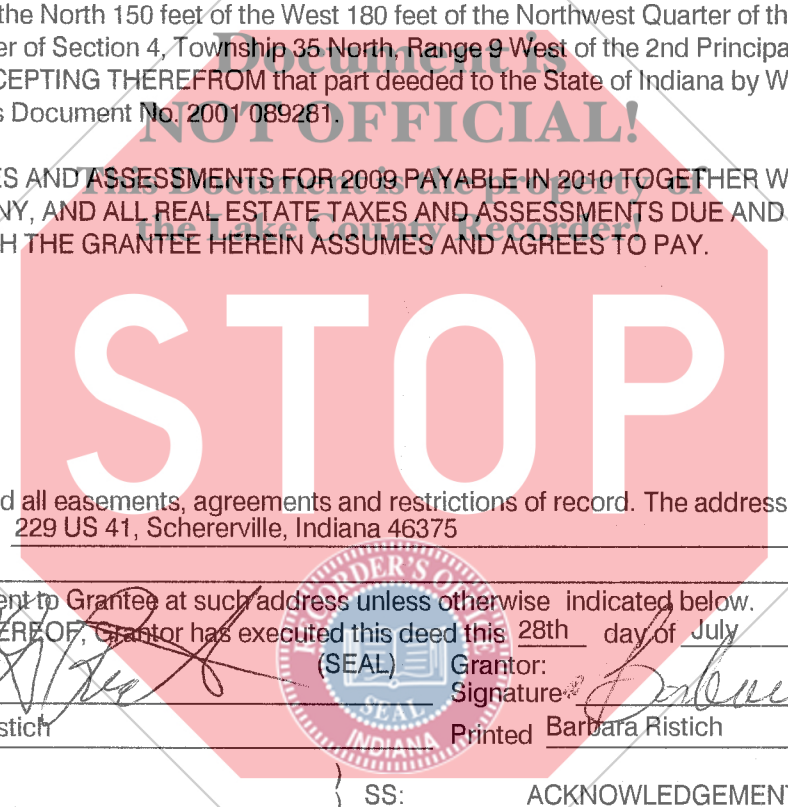 the North 150 feet of the West 180 feet of the Northwest Quarter of th
er of Section 4, Township 35 North, Range 9 West of the 2nd Principa
CEPTING THEREFROM that part deeded to the State of Indiana by W
s Document No. 2001 089281.
Document is
NOT OFFICIAL!
This Document is the property of
the Lake County Recorder!
ES AND ASSESSMENTS FOR 2009 PAYABLE IN 2010 TOGETHER W
NY, AND ALL REAL ESTATE TAXES AND ASSESSMENTS DUE AND
H THE GRANTEE HEREIN ASSUMES AND AGREES TO PAY.
STOP
d all easements, agreements and restrictions of record. The address
229 US 41, Schererville, Indiana 46375
ent to Grantee at such address unless otherwise indicated below.
EREOF, Grantor has executed this deed this 28th day of July
(SEAL) Grantor:
Signature
stich Printed Barbara Ristich
RECORDER'S OFFICE
SEAL
INDIANA
SS: ACKNOWLEDGEMENT